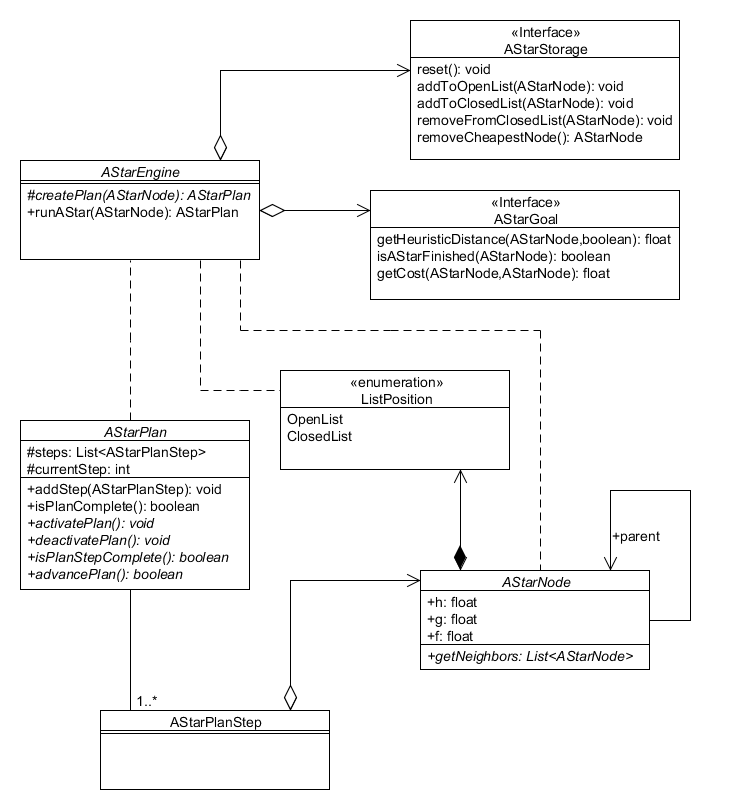 «Interface»
AStarStorage
reset(): void
addToOpenList(AStarNode): void
addToClosedList(AStarNode): void
removeFromClosedList(AStarNode): void
removeCheapestNode(): AStarNode
AStarEngine
#createPlan(AStarNode): AStarPlan
+runAStar(AStarNode): AStarPlan
«Interface»
AStarGoal
getHeuristicDistance(AStarNode,boolean): float
isAStarFinished(AStarNode): boolean
getCost(AStarNode,AStarNode): float
«enumeration»
ListPosition
OpenList
ClosedList
AStarPlan
#steps: List<AStarPlanStep>
#currentStep: int
+addStep(AStarPlanStep): void
+isPlanComplete(): boolean
+activatePlan(): void
+deactivatePlan(): void
+isPlanStepComplete(): boolean
+advancePlan(): boolean
+parent
AStarNode
+h: float
+g: float
+f: float
+getNeighbors: List<AStarNode>
1..*
AStarPlanStep